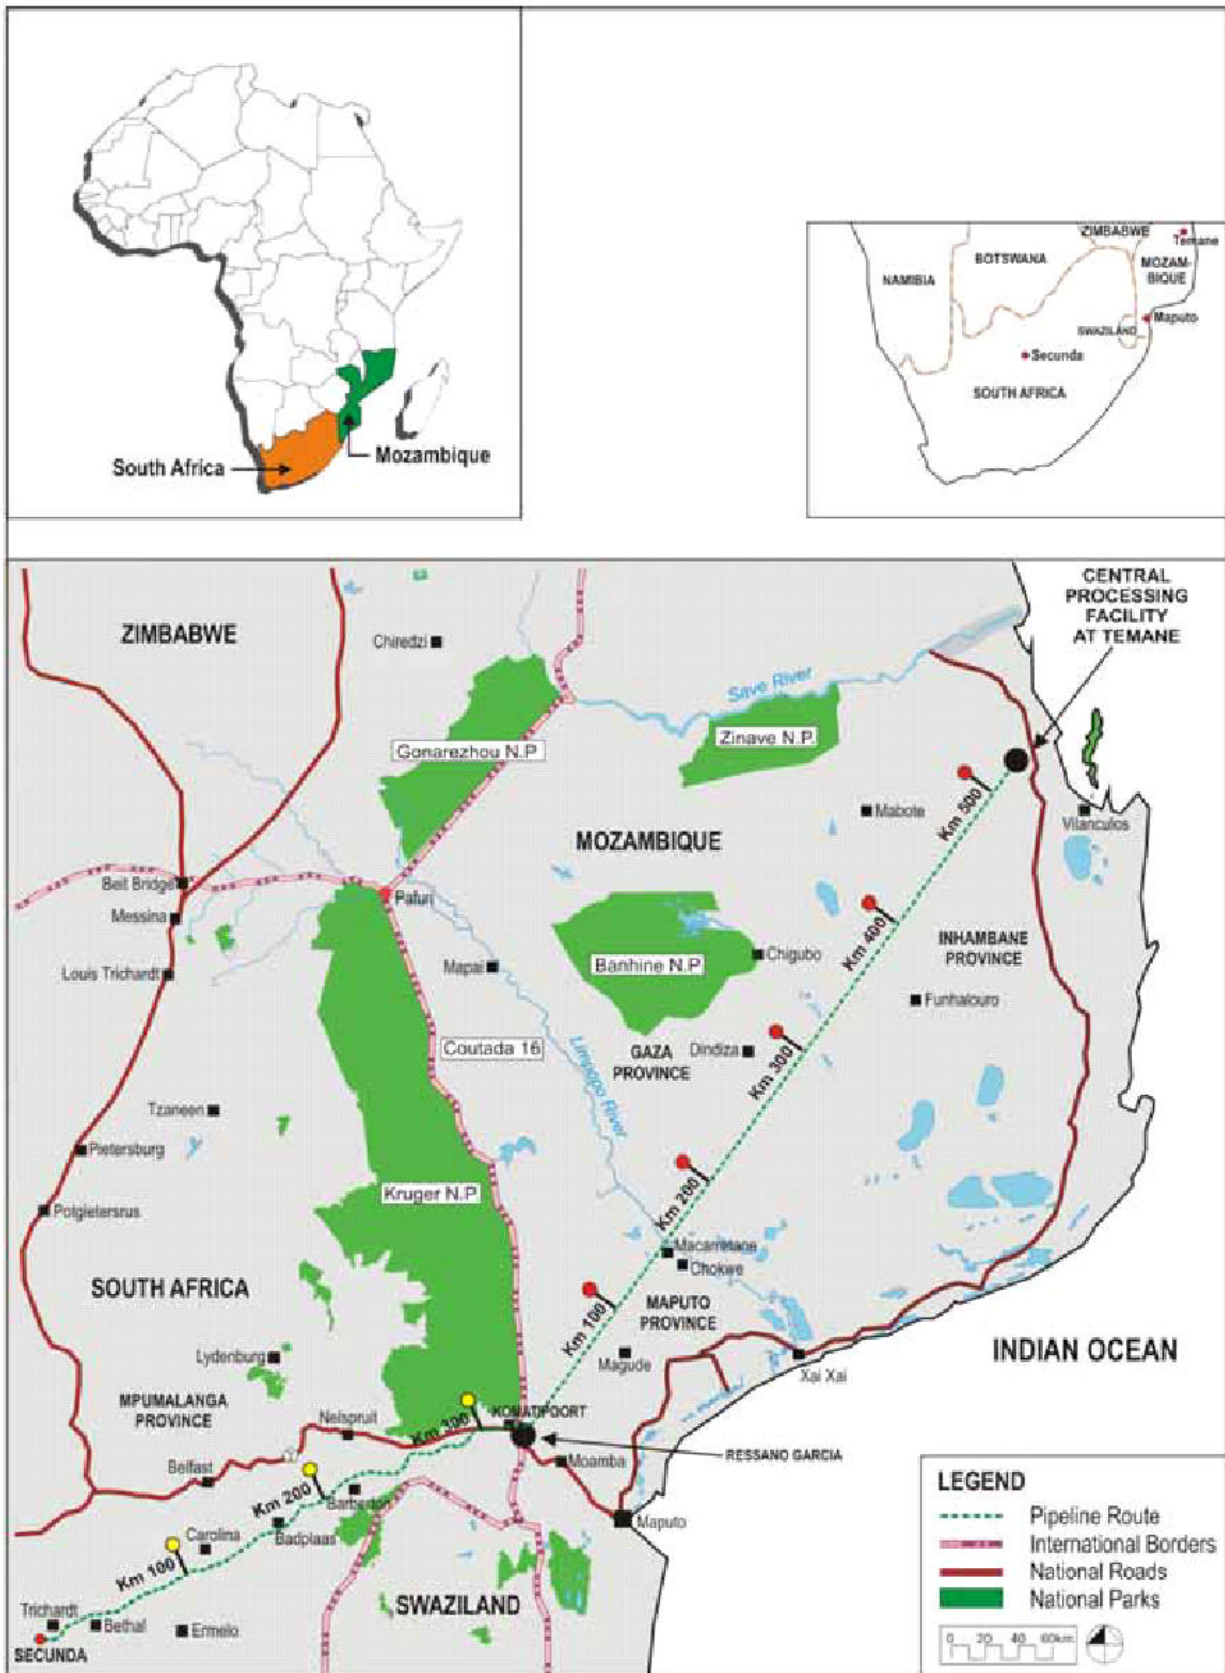 South Africa
Mozambique
ZIMBABWE
Temane
BOTSWANA
MOZAM-
BIQUE
NAMIBIA
Maputo
SWAZILAND
Secunda
SOUTH AFRICA
CENTRAL
PROCESSING
FACILITY
AT TEMANE
ZIMBABWE
Chiredzi
Save River
Gonarezhou N.P
Zinave N.P.
Km 500
Mabote
Vilanculos
MOZAMBIQUE
Beit Bridge
Pafuri
Messina
Km 400
INHAMBANE
PROVINCE
Louis Trichardt
Mapai
Banhine N.P
Chigubo
Funhalouro
Coutada 16
Limpopo River
GAZA
PROVINCE
Dindiza
Km 300
Tzaneen
Pietersburg
Kruger N.P.
Km 200
Potgietersrus
Macarretane
Chokwe
SOUTH AFRICA
Km 100
MAPUTO
PROVINCE
INDIAN OCEAN
Lydenburg
Magude
Xai Xai
MPUMALANGA
PROVINCE
Nelspruit
Km 300
KOMATIPOORT
RESSANO GARCIA
Moamba
Belfast
Km 200
Barberton
Maputo
Carolina
Badplaas
Km 100
SWAZILAND
Trichardt
Bethal
Ermelo
SECUNDA
LEGEND
Pipeline Route
International Borders
National Roads
National Parks
0 20 40 60km